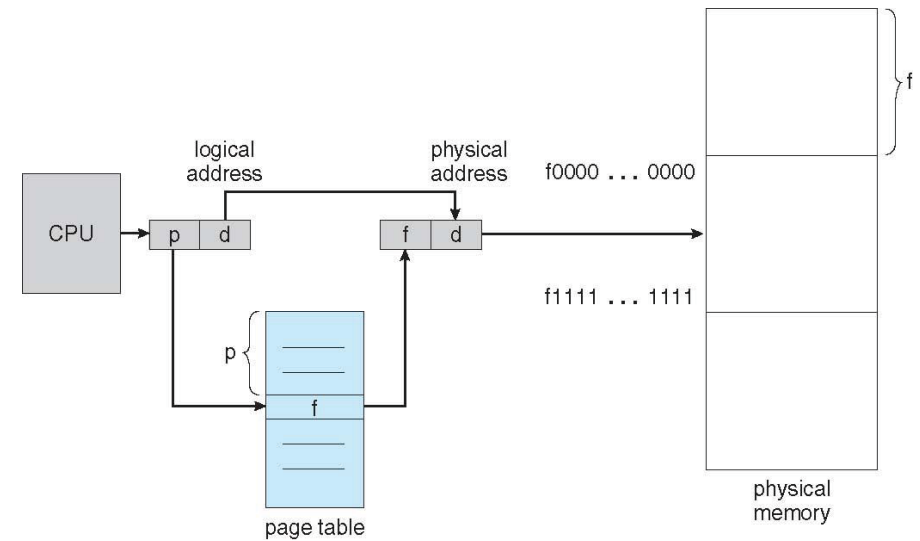 logical
address
physical
address
f
f0000 ... 0000
CPU
p
d
f
d
f1111 ... 1111
p
f
page table
physical
memory